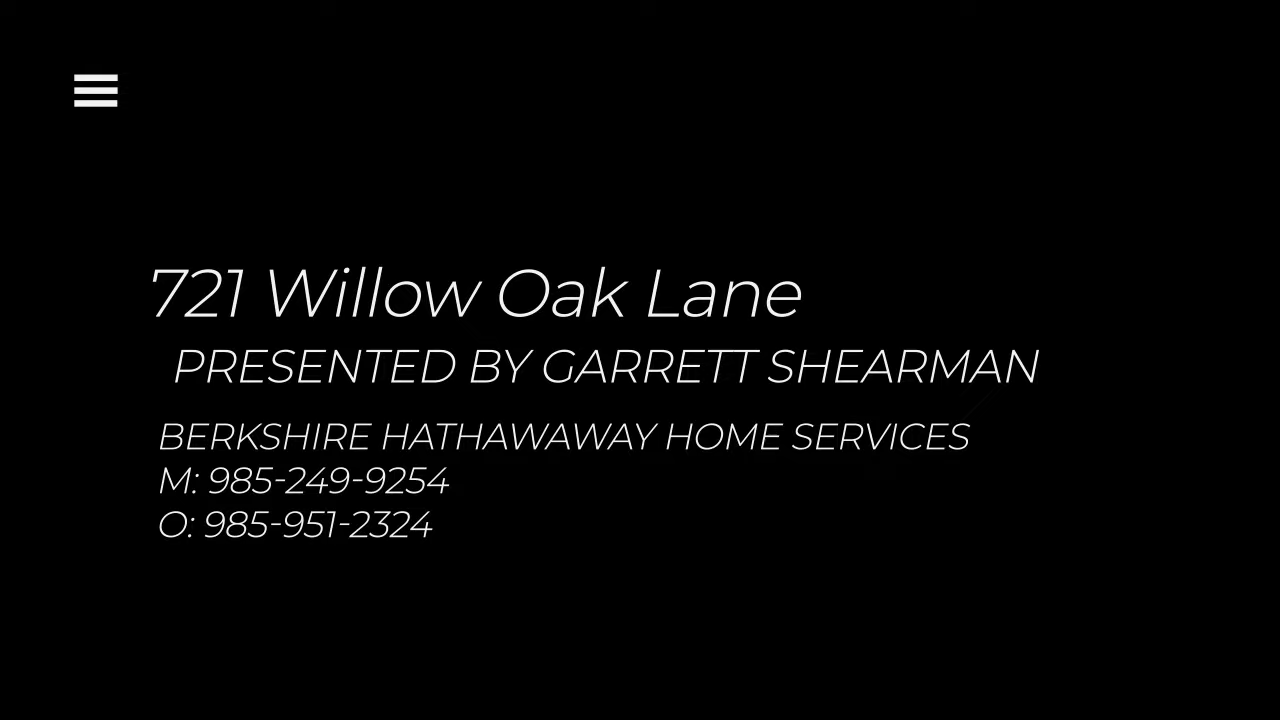 721 Willow Oak Lane
PRESENTED BY GARRETT SHEARMAN
BERKSHIRE HATHAWAWAY HOME SERVICES
M: 985-249-9254
O: 985-951-2324